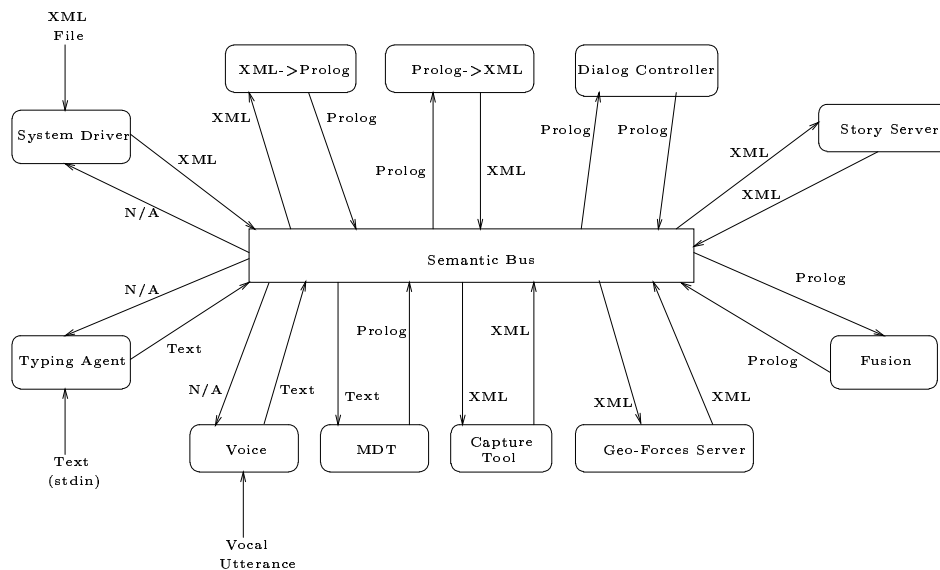 XML
File
XML->Prolog
Prolog->XML
Dialog Controller
System Driver
XML
Prolog
Prolog
Prolog
Story Server
XML
XML
Prolog
XML
XML
N/A
Semantic Bus
N/A
Prolog
Typing Agent
Text
Prolog
XML
Prolog
Fusion
N/A
Text
Text
XML
XML
XML
Voice
MDT
Capture
Tool
Geo-Forces Server
Text
(stdin)
Vocal
Utterance